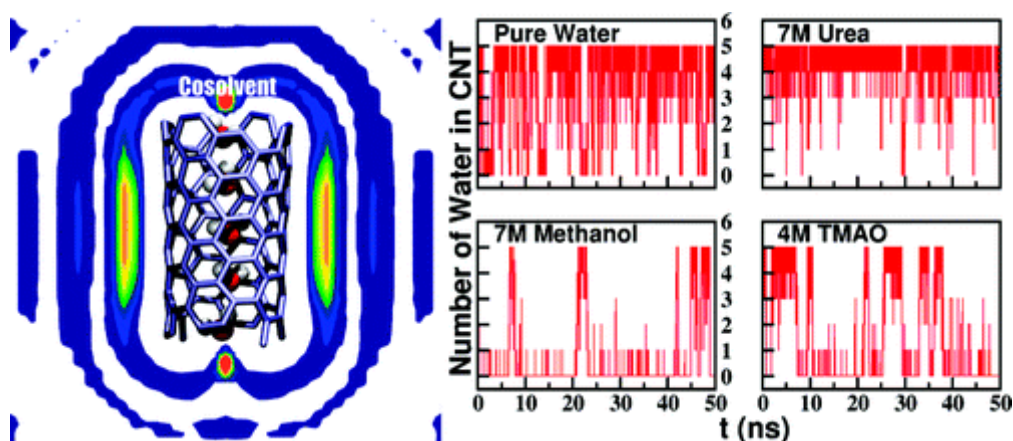 Cosolvent
Number of Water in CNT
Pure Water
7M Urea
6
5
4
3
2
1
0
7M Methanol
4M TMAO
6
5
4
3
2
1
0
0 10 20 30 40 50
0 10 20 30 40 50
t (ns)